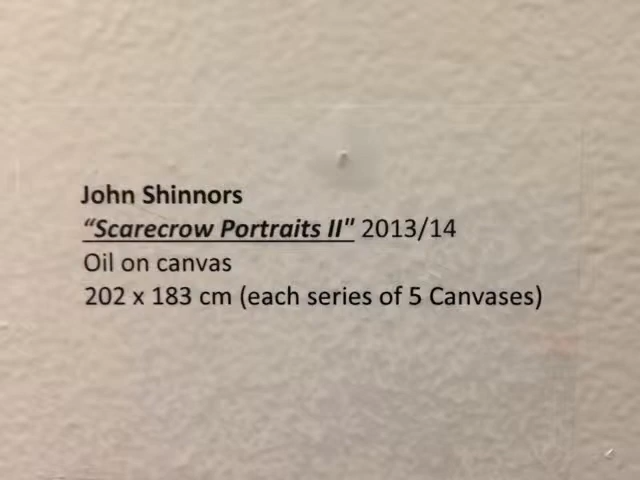 John Shinnors
“Scarecrow Portraits II" 2013/14
Oil on canvas
202 x 183 cm (each series of 5 Canvases)